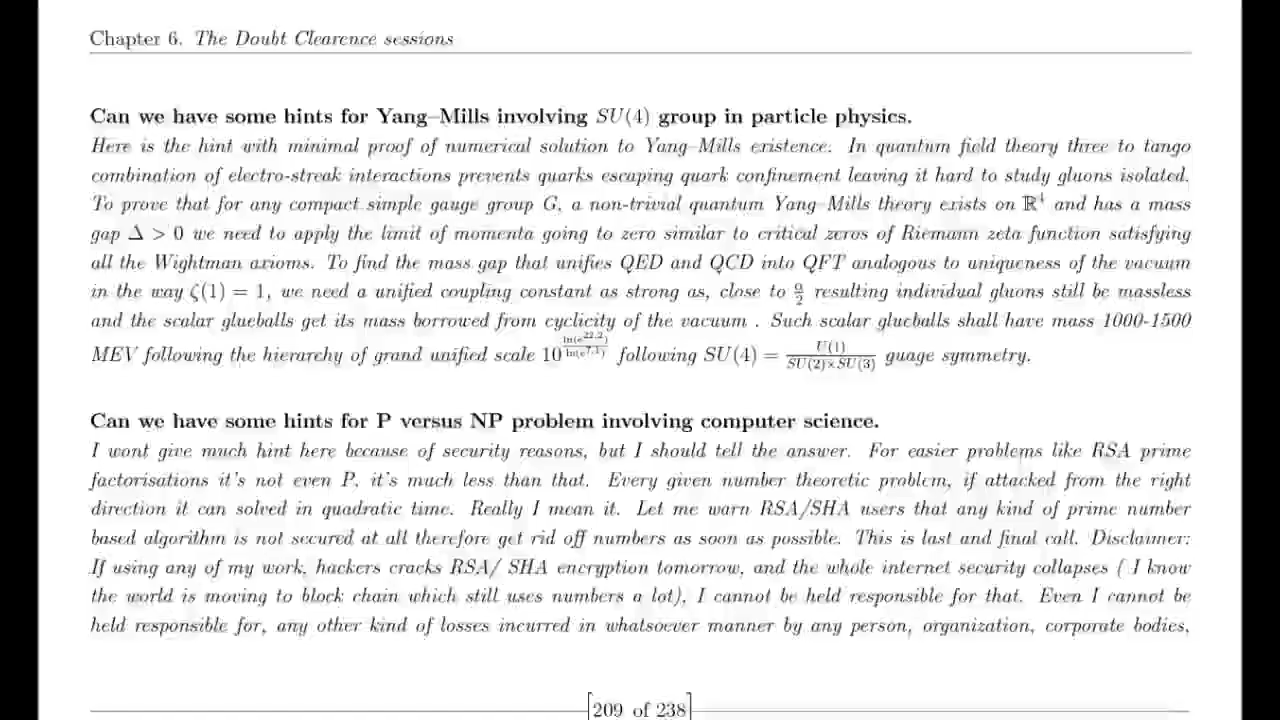 Chapter 6. The Doubt Clearence sessions
Can we have some hints for Yang–Mills involving SU(4) group in particle physics.
Here is the hint with minimal proof of numerical solution to Yang–Mills existence: In quantum field theory three to tango
combination of electro-streak interactions prevents quarks escaping quark confinement leaving it hard to study gluons isolated.
To prove that for any compact simple gauge group G, a non-trivial quantum Yang–Mills theory exists on ℝ⁴ and has a mass
gap Δ > 0 we need to apply the limit of momenta going to zero similar to critical zeros of Riemann zeta function satisfying
all the Wightman axioms. To find the mass gap that unifies QED and QCD into QFT analogous to uniqueness of the vacuum
in the way ζ(1) = 1, we need a unified coupling constant as strong as, close to α/2 resulting individual gluons still be massless
and the scalar glueballs get its mass borrowed from cyclicity of the vacuum . Such scalar glueballs shall have mass 1000-1500
MEV following the hierarchy of grand unified scale 10^(ln(e^22.2)/ln(e^7.1)) following SU(4) = U(1)/(SU(2)×SU(3)) guage symmetry.
Can we have some hints for P versus NP problem involving computer science.
I wont give much hint here because of security reasons, but I should tell the answer. For easier problems like RSA prime
factorisations it's not even P, it's much less than that. Every given number theoretic problem, if attacked from the right
direction it can solved in quadratic time. Really I mean it. Let me warn RSA/SHA users that any kind of prime number
based algorithm is not secured at all therefore get rid off numbers as soon as possible. This is last and final call. Disclaimer:
If using any of my work, hackers cracks RSA/ SHA encryption tomorrow, and the whole internet security collapses ( I know
the world is moving to block chain which still uses numbers a lot), I cannot be held responsible for that. Even I cannot be
held responsible for, any other kind of losses incurred in whatsoever manner by any person, organization, corporate bodies,
[209 of 238]